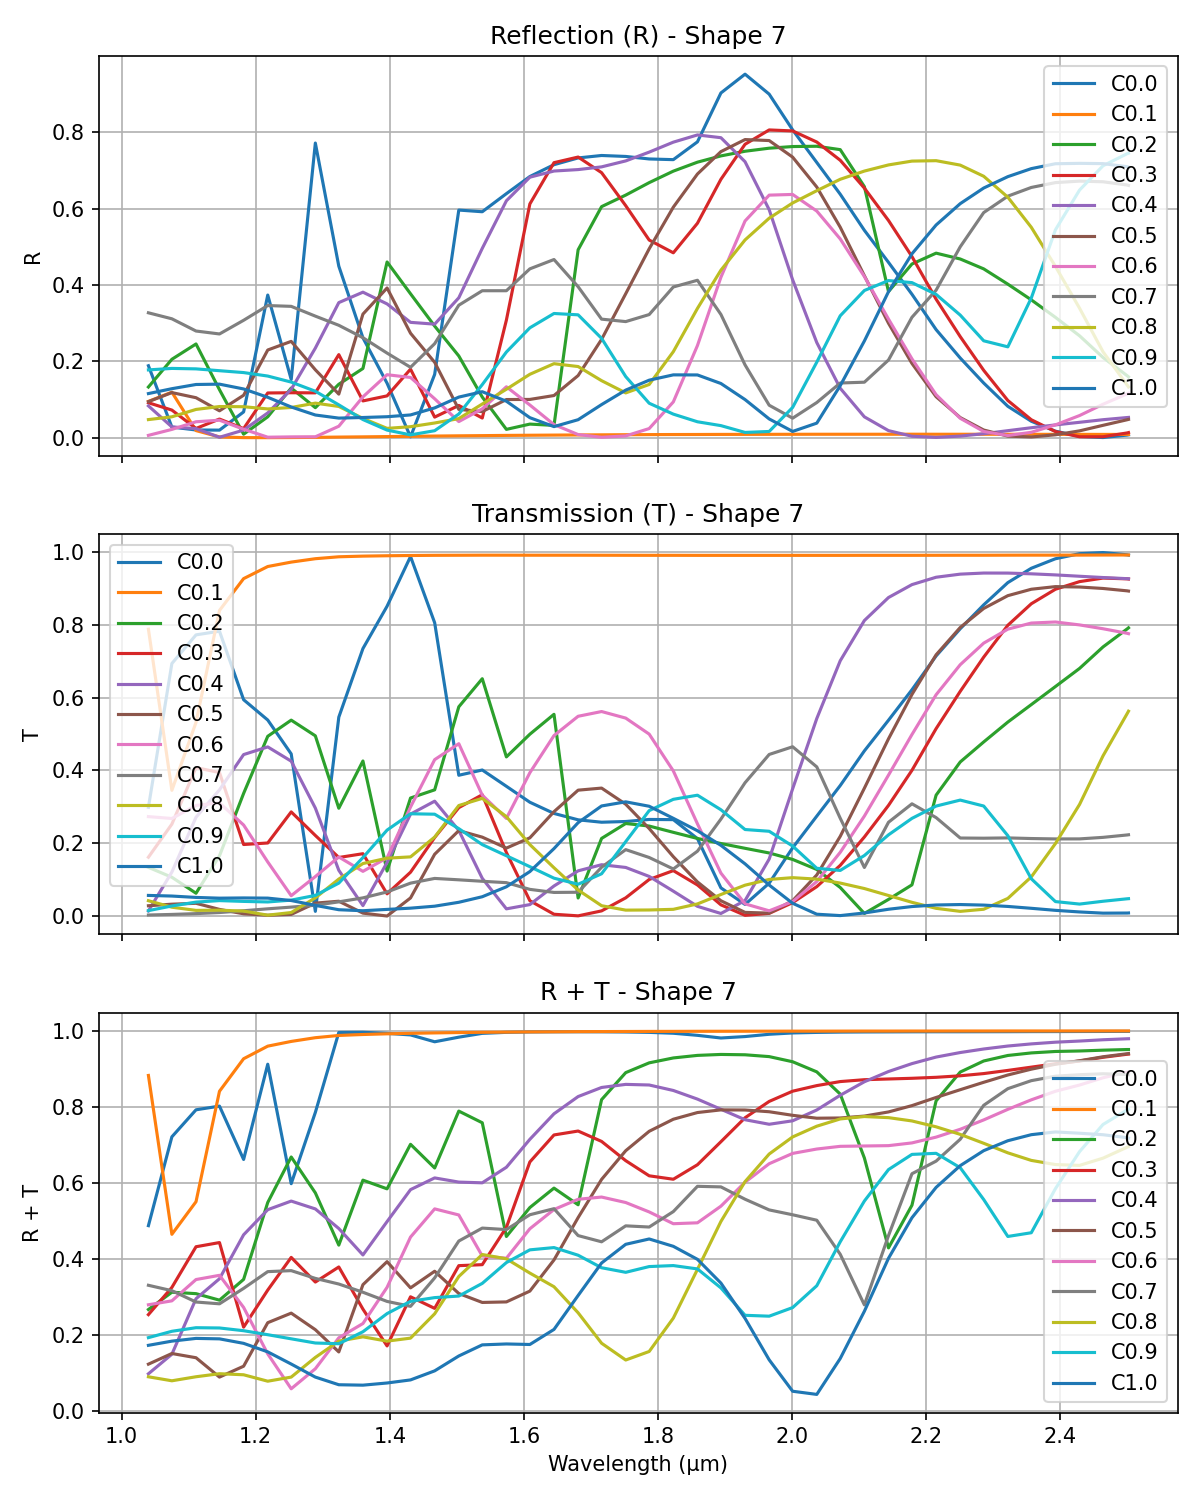 Reflection (R) - Shape 7
R
0.8
0.6
0.4
0.2
0.0
C0.0
C0.1
C0.2
C0.3
C0.4
C0.5
C0.6
C0.7
C0.8
C0.9
C1.0
Transmission (T) - Shape 7
T
1.0
0.8
0.6
0.4
0.2
0.0
C0.0
C0.1
C0.2
C0.3
C0.4
C0.5
C0.6
C0.7
C0.8
C0.9
C1.0
R + T - Shape 7
R + T
1.0
0.8
0.6
0.4
0.2
0.0
C0.0
C0.1
C0.2
C0.3
C0.4
C0.5
C0.6
C0.7
C0.8
C0.9
C1.0
1.0 1.2 1.4 1.6 1.8 2.0 2.2 2.4
Wavelength (μm)